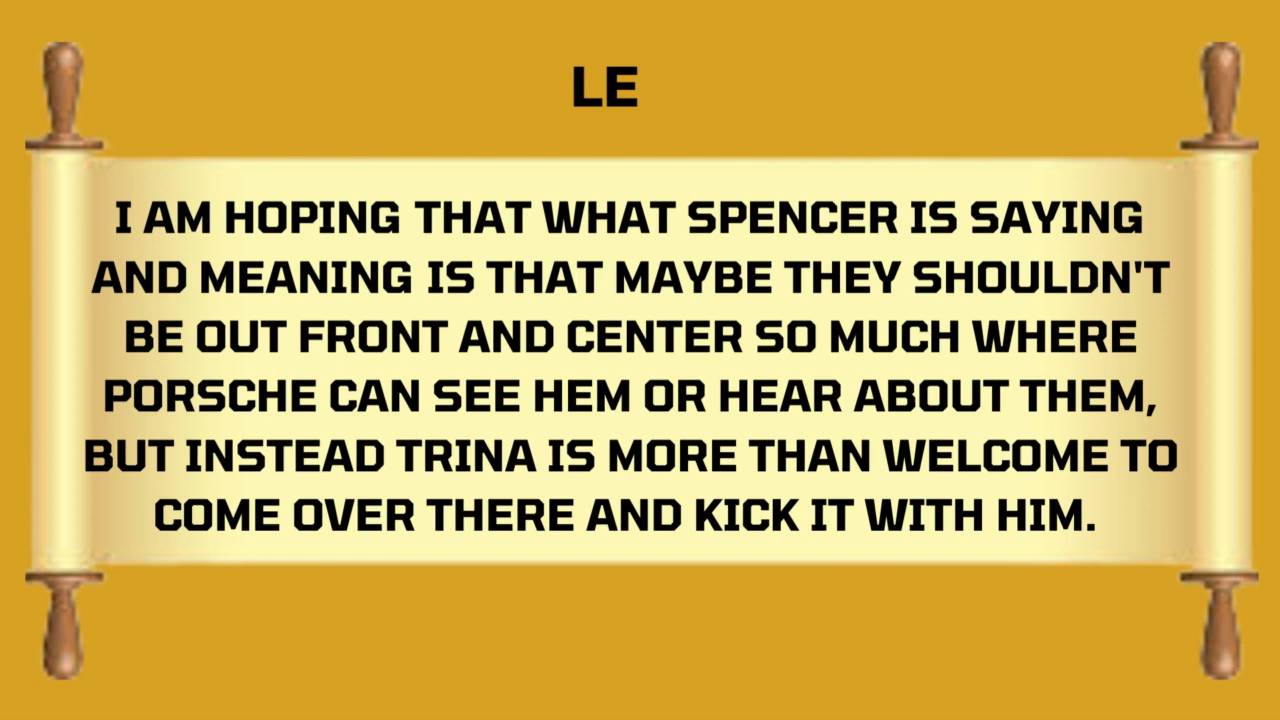 LE
I AM HOPING THAT WHAT SPENCER IS SAYING
AND MEANING IS THAT MAYBE THEY SHOULDN'T
BE OUT FRONT AND CENTER SO MUCH WHERE
PORSCHE CAN SEE HEM OR HEAR ABOUT THEM,
BUT INSTEAD TRINA IS MORE THAN WELCOME TO
COME OVER THERE AND KICK IT WITH HIM.